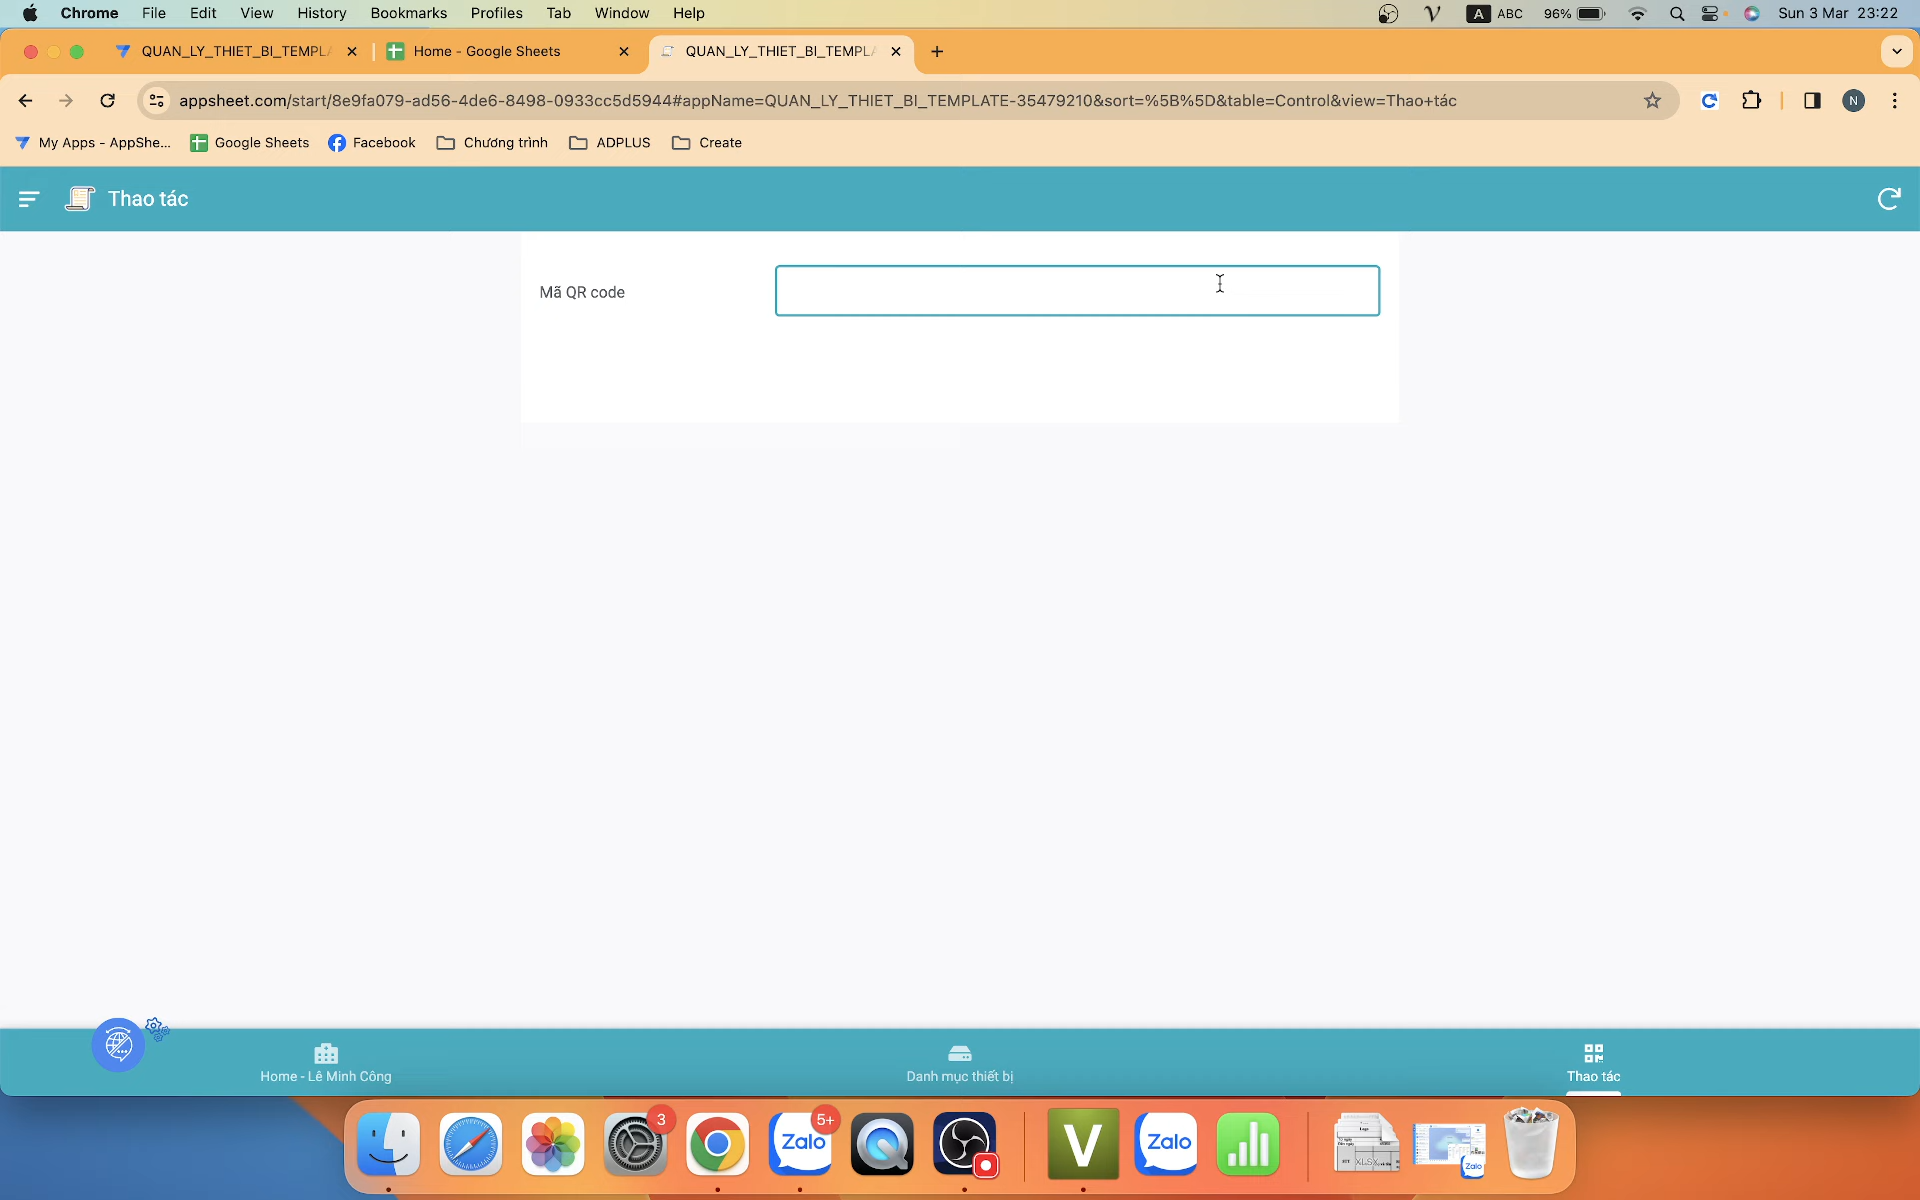 Chrome File Edit View History Bookmarks Profiles Tab Window Help A ABC 96% Sun 3 Mar 23:22
QUAN_LY_THIET_BI_TEMPL Home - Google Sheets QUAN_LY_THIET_BI_TEMPL
appsheet.com/start/8e9fa079-ad56-4de6-8498-0933cc5d5944#appName=QUAN_LY_THIET_BI_TEMPLATE-35479210&sort=%5B%5D&table=Control&view=Thao+tác N
My Apps - AppShe... Google Sheets Facebook Chương trình ADPLUS Create
Thao tác
Mã QR code
Home - Lê Minh Công Danh mục thiết bị Thao tác
3 Zalo 5+ V Zalo XLSX Zalo